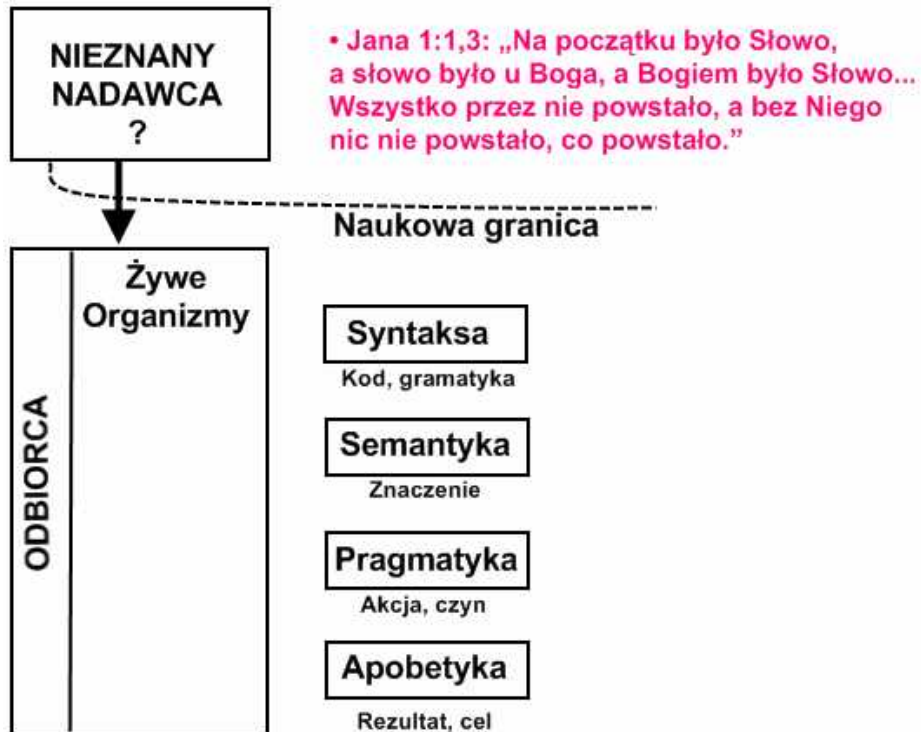 NIEZNANY
NADAWCA
?
• Jana 1:1,3: „Na początku było Słowo,
a słowo było u Boga, a Bogiem było Słowo...
Wszystko przez nie powstało, a bez Niego
nic nie powstało, co powstało.”
Naukowa granica
ODBIORCA
Żywe
Organizmy
Syntaksa
Kod, gramatyka
Semantyka
Znaczenie
Pragmatyka
Akcja, czyn
Apobetyka
Rezultat, cel